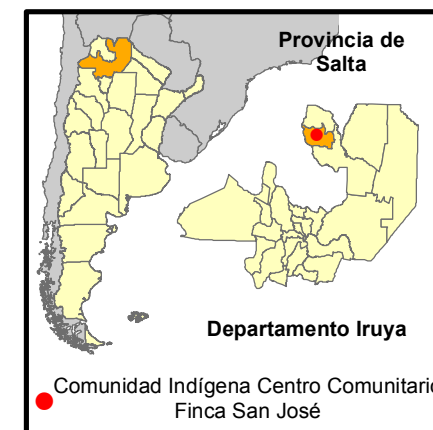 Provincia de
Salta
Departamento Iruya
Comunidad Indígena Centro Comunitario
Finca San José